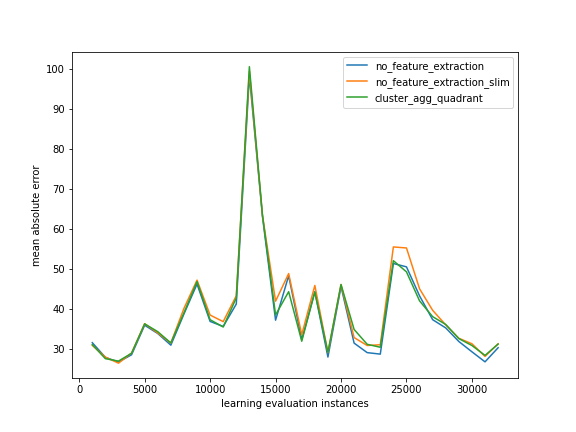 no_feature_extraction
no_feature_extraction_slim
cluster_agg_quadrant
mean absolute error
100
90
80
70
60
50
40
30
0 5000 10000 15000 20000 25000 30000
learning evaluation instances